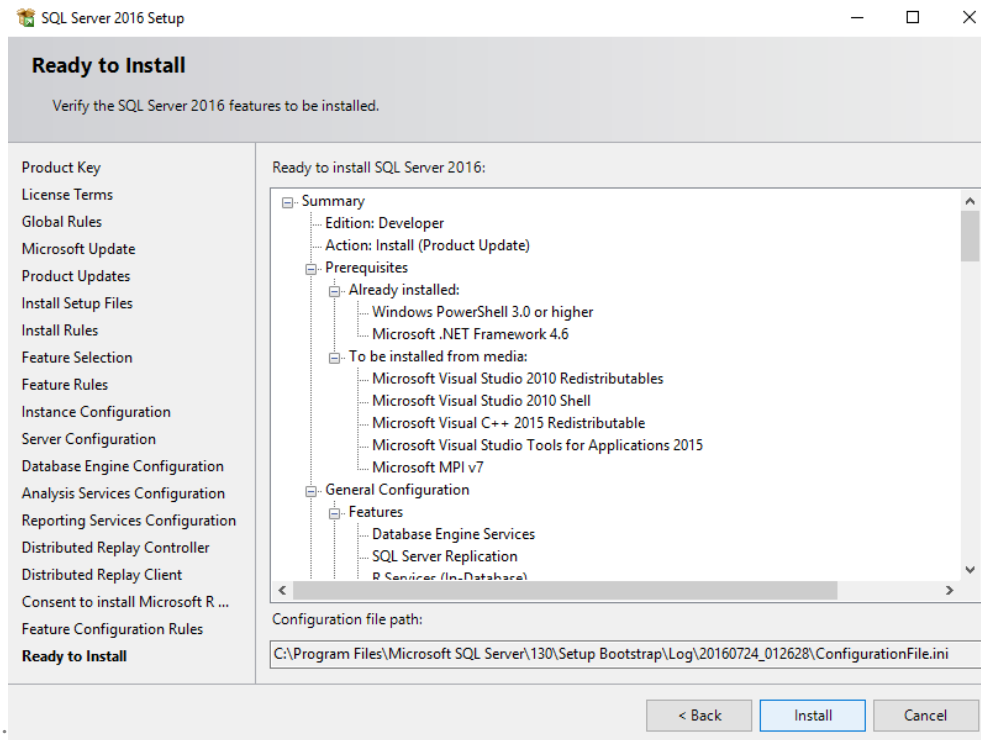 SQL Server 2016 Setup
Ready to Install
Verify the SQL Server 2016 features to be installed.
Product Key
License Terms
Global Rules
Microsoft Update
Product Updates
Install Setup Files
Install Rules
Feature Selection
Feature Rules
Instance Configuration
Server Configuration
Database Engine Configuration
Analysis Services Configuration
Reporting Services Configuration
Distributed Replay Controller
Distributed Replay Client
Consent to install Microsoft R ...
Feature Configuration Rules
Ready to Install
Ready to install SQL Server 2016:
Summary
Edition: Developer
Action: Install (Product Update)
Prerequisites
Already installed:
Windows PowerShell 3.0 or higher
Microsoft .NET Framework 4.6
To be installed from media:
Microsoft Visual Studio 2010 Redistributables
Microsoft Visual Studio 2010 Shell
Microsoft Visual C++ 2015 Redistributable
Microsoft Visual Studio Tools for Applications 2015
Microsoft MPI v7
General Configuration
Features
Database Engine Services
SQL Server Replication
R Services (In-Database)
Configuration file path:
C:\Program Files\Microsoft SQL Server\130\Setup Bootstrap\Log\20160724_012628\ConfigurationFile.ini
< Back
Install
Cancel